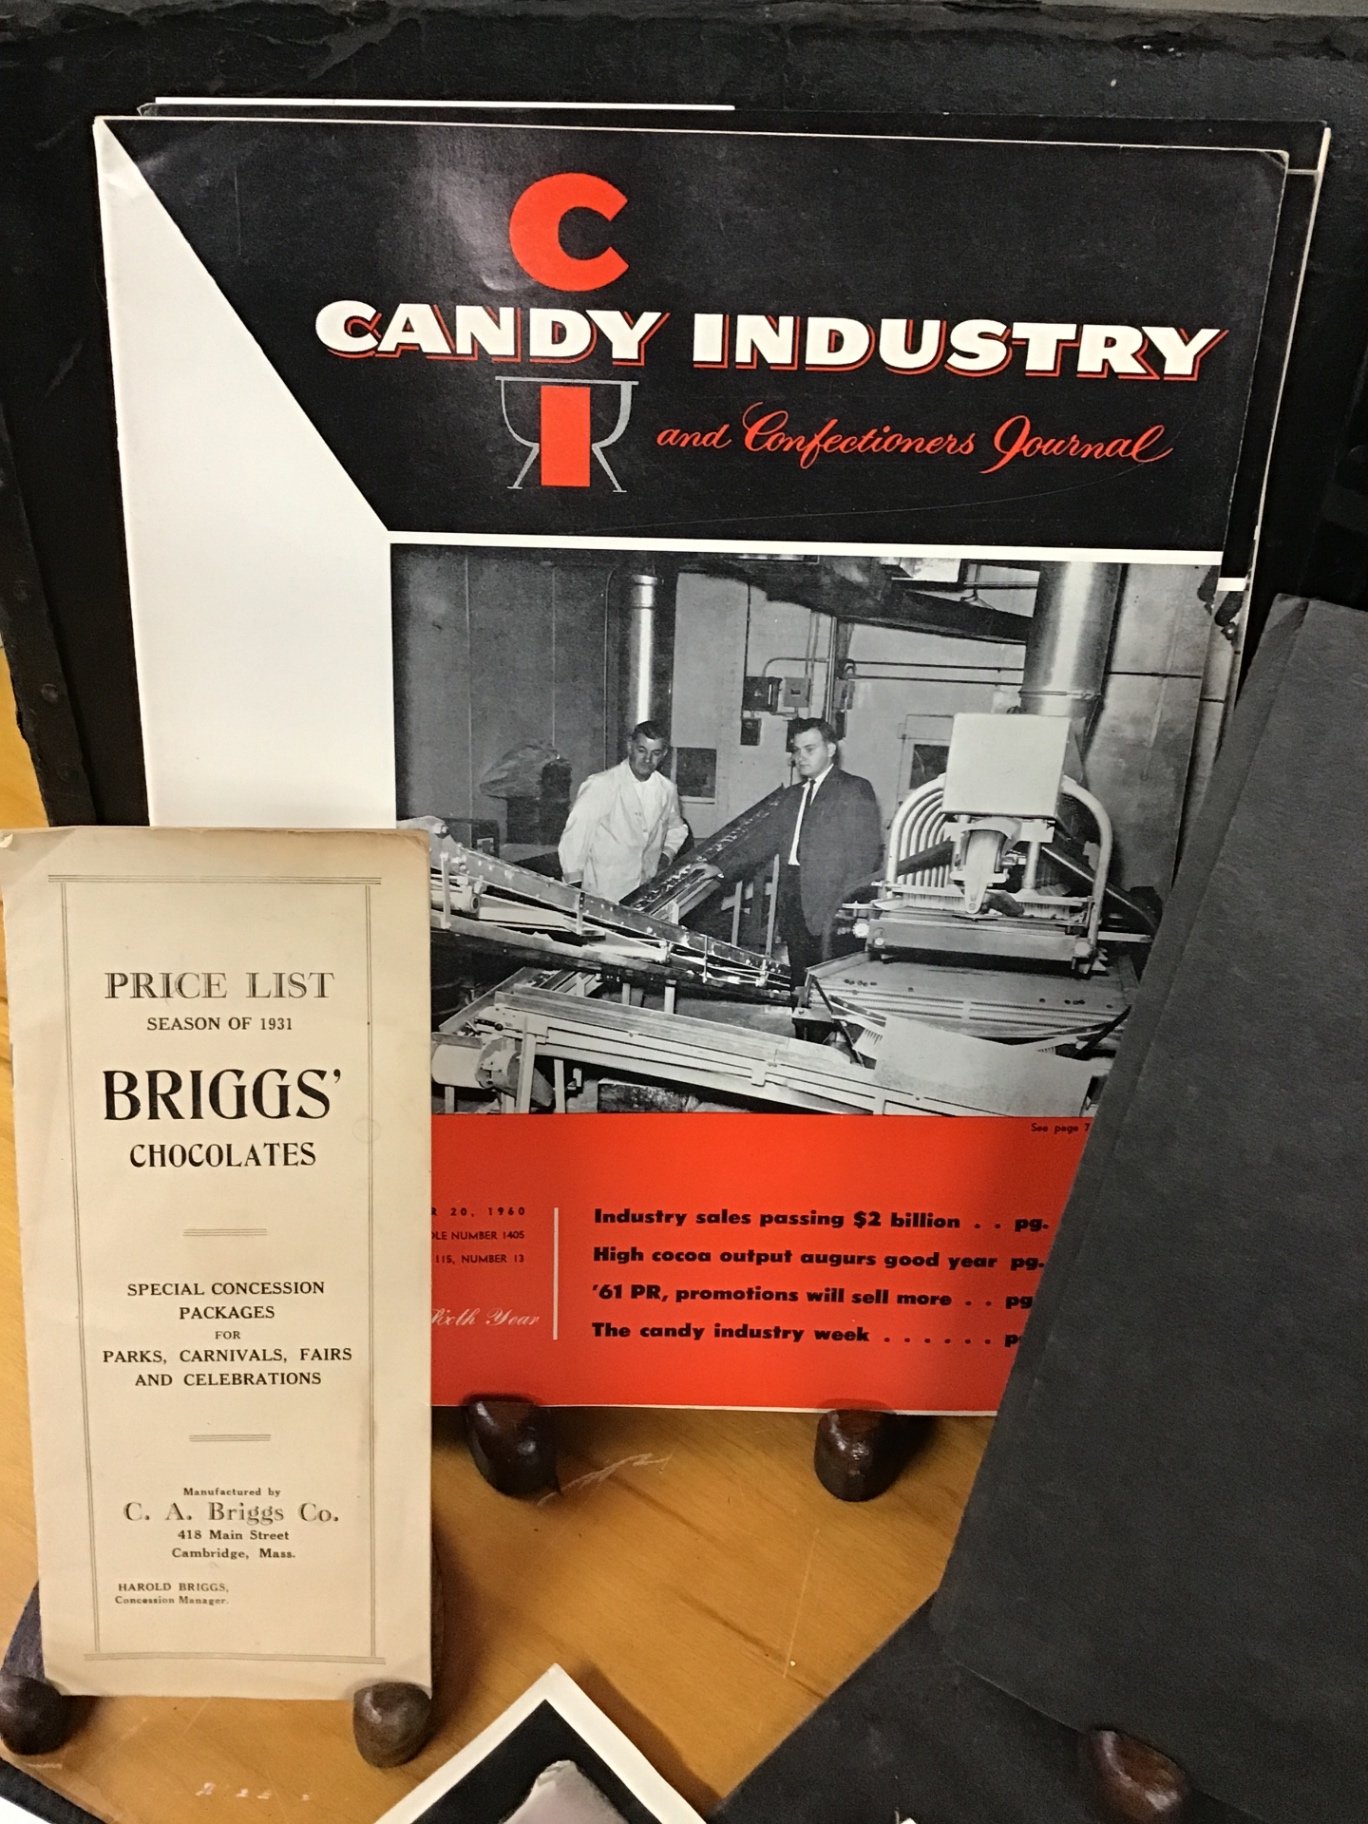 C
CANDY INDUSTRY
I
and Confectioners Journal
See page 7
20, 1960
NUMBER 1405
115, NUMBER 13
Sixth Year
Industry sales passing $2 billion . . pg.
High cocoa output augurs good year pg.
'61 PR, promotions will sell more . . pg
The candy industry week . . . . . .
PRICE LIST
SEASON OF 1931
BRIGGS'
CHOCOLATES
SPECIAL CONCESSION
PACKAGES
FOR
PARKS, CARNIVALS, FAIRS
AND CELEBRATIONS
Manufactured by
C. A. Briggs Co.
418 Main Street
Cambridge, Mass.
HAROLD BRIGGS,
Concession Manager.